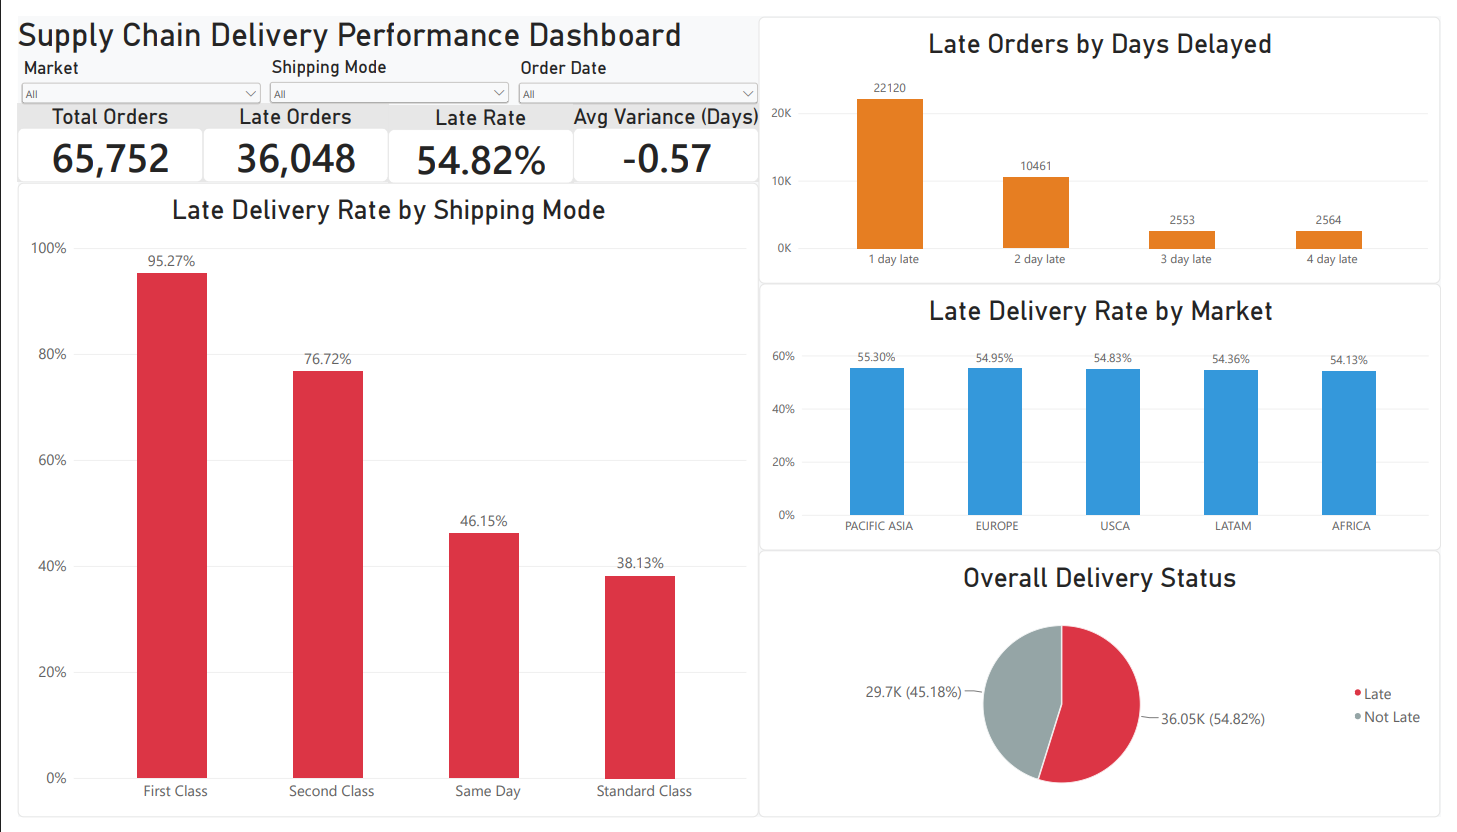 Supply Chain Delivery Performance Dashboard
Market
Shipping Mode
Order Date
All
All
All
Total Orders
Late Orders
Late Rate
Avg Variance (Days)
65,752
36,048
54.82%
-0.57
Late Delivery Rate by Shipping Mode
100%
80%
60%
40%
20%
0%
95.27%
76.72%
46.15%
38.13%
First Class
Second Class
Same Day
Standard Class
Late Orders by Days Delayed
20K
10K
0K
22120
10461
2553
2564
1 day late
2 day late
3 day late
4 day late
Late Delivery Rate by Market
60%
40%
20%
0%
55.30%
54.95%
54.83%
54.36%
54.13%
PACIFIC ASIA
EUROPE
USCA
LATAM
AFRICA
Overall Delivery Status
29.7K (45.18%)
36.05K (54.82%)
Late
Not Late